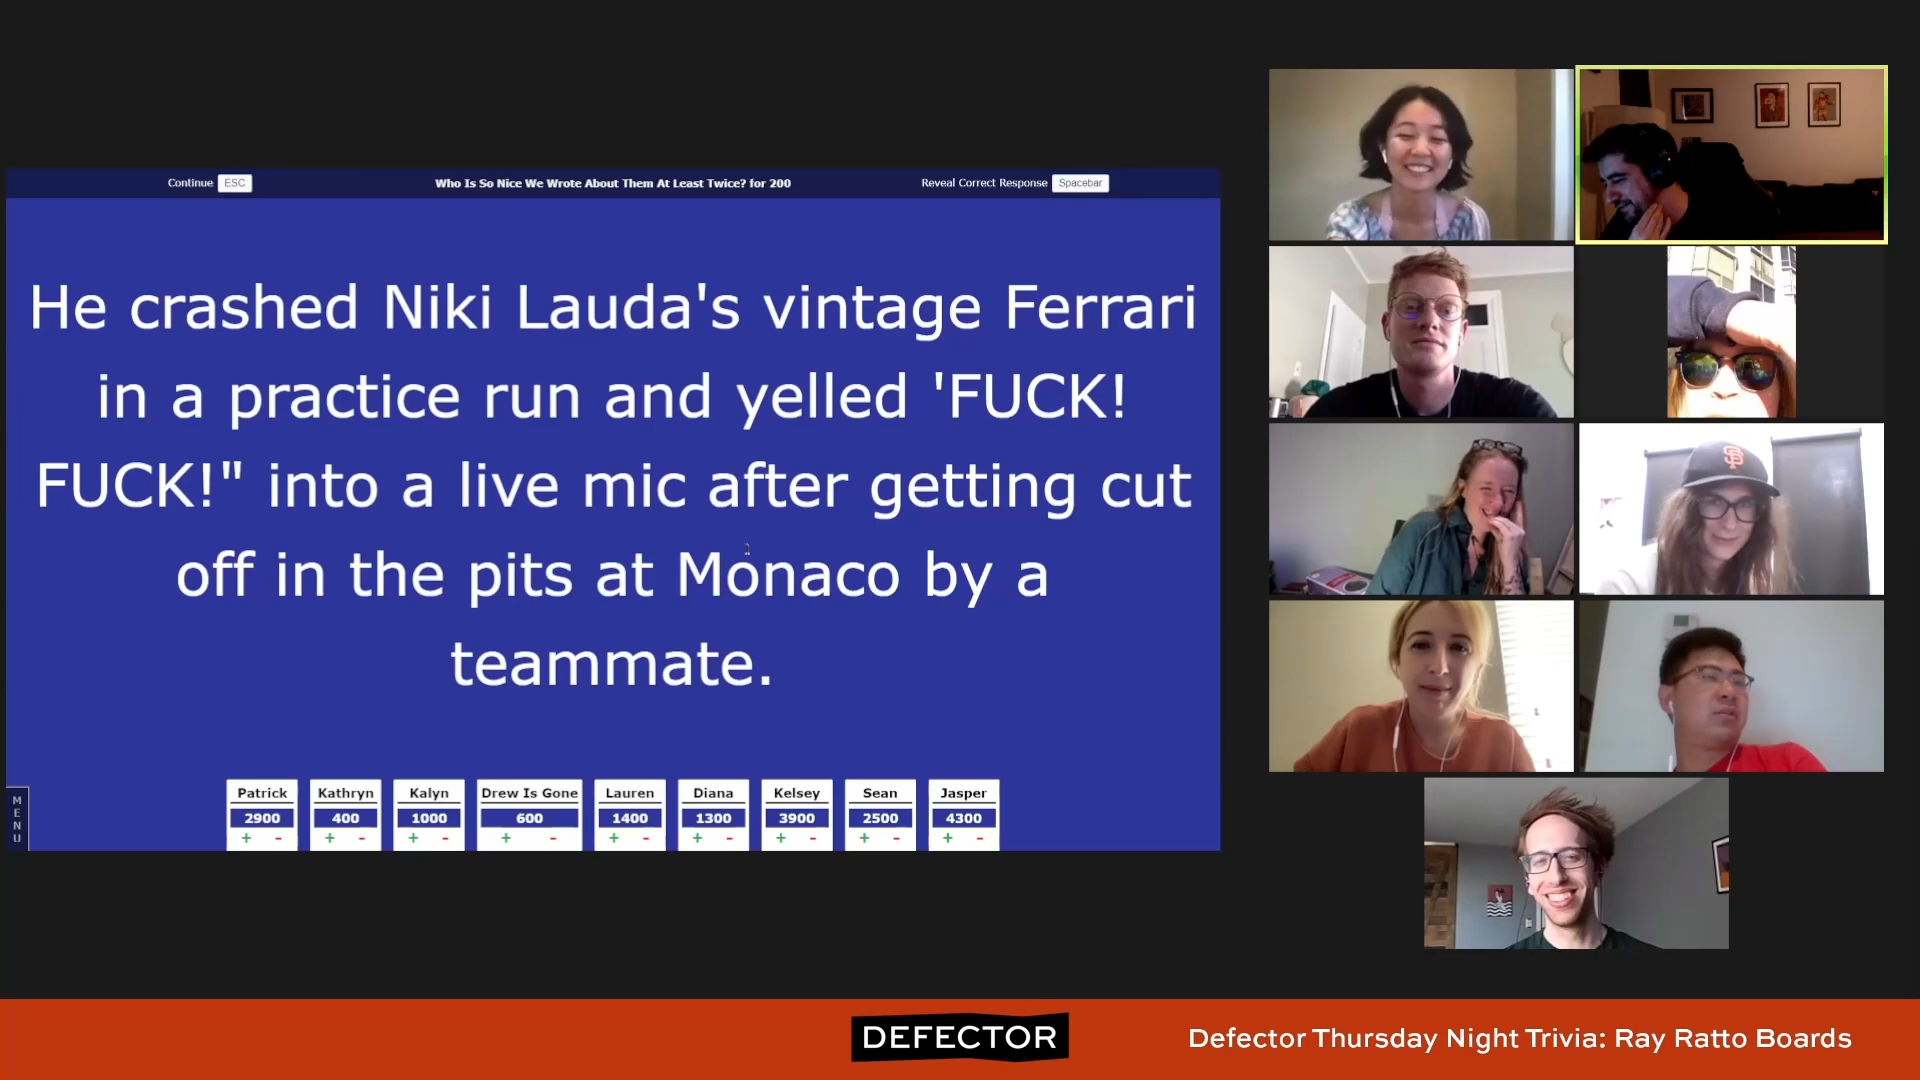 Continue ESC Who Is So Nice We Wrote About Them At Least Twice? for 200 Reveal Correct Response Spacebar
He crashed Niki Lauda's vintage Ferrari
in a practice run and yelled 'FUCK!
FUCK!" into a live mic after getting cut
off in the pits at Monaco by a
teammate.
MENU
Patrick Kathryn Kalyn Drew Is Gone Lauren Diana Kelsey Sean Jasper
2900 400 1000 600 1400 1300 3900 2500 4300
+ - + - + - + - + - + - + - + - + -
SF
DEFECTOR Defector Thursday Night Trivia: Ray Ratto Boards